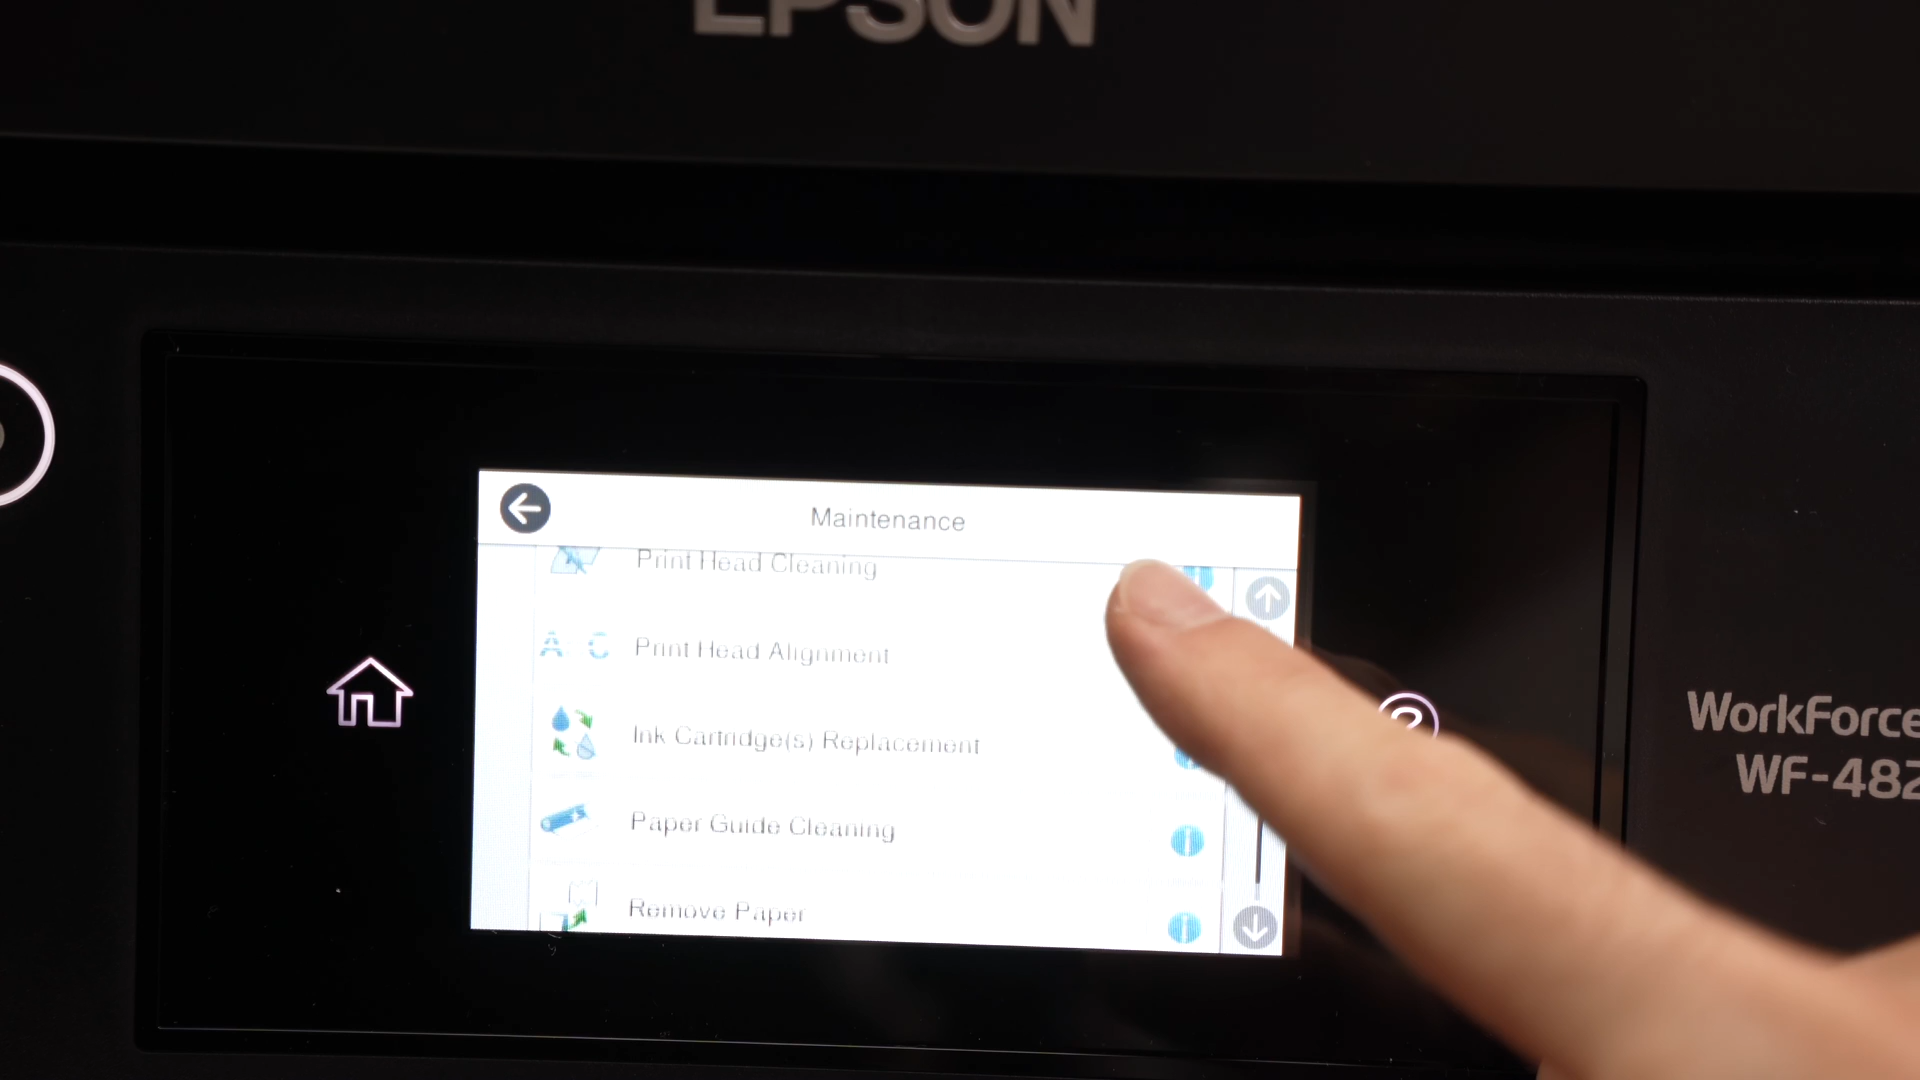 EPSON
Maintenance
Print Head Cleaning
A C
Print Head Alignment
Ink Cartridge(s) Replacement
Paper Guide Cleaning
Remove Paper
WorkForce
WF-482